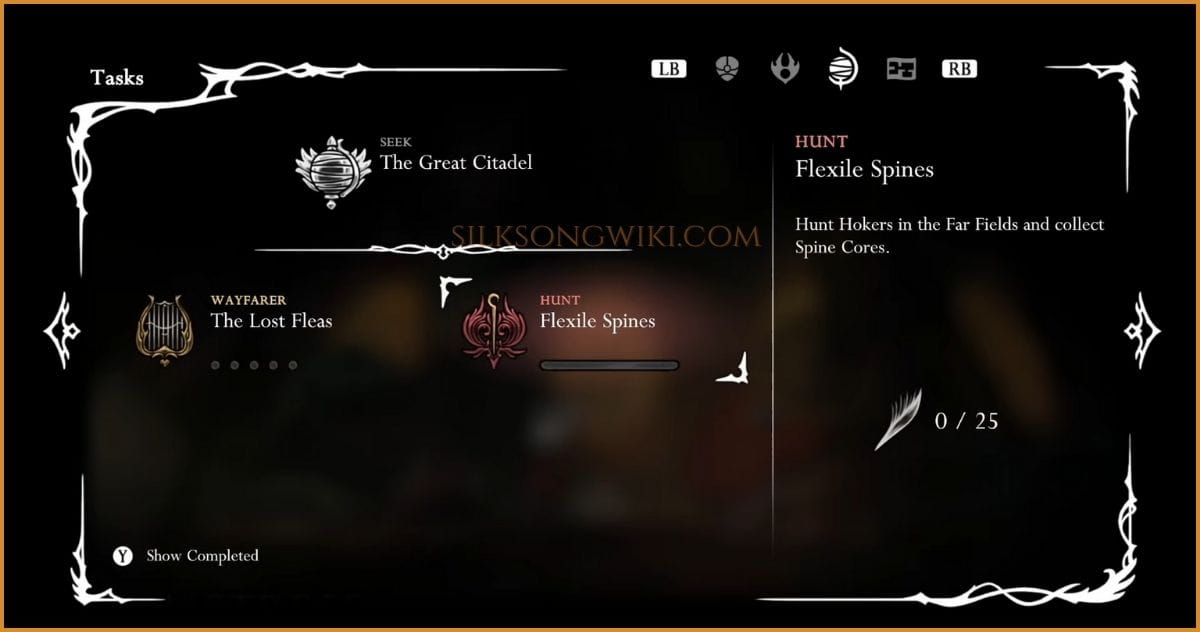 Tasks
LB
RB
SEEK
The Great Citadel
SILKSONGWIKI.COM
WAYFARER
The Lost Fleas
HUNT
Flexile Spines
HUNT
Flexile Spines
Hunt Hokers in the Far Fields and collect
Spine Cores.
0 / 25
Y Show Completed